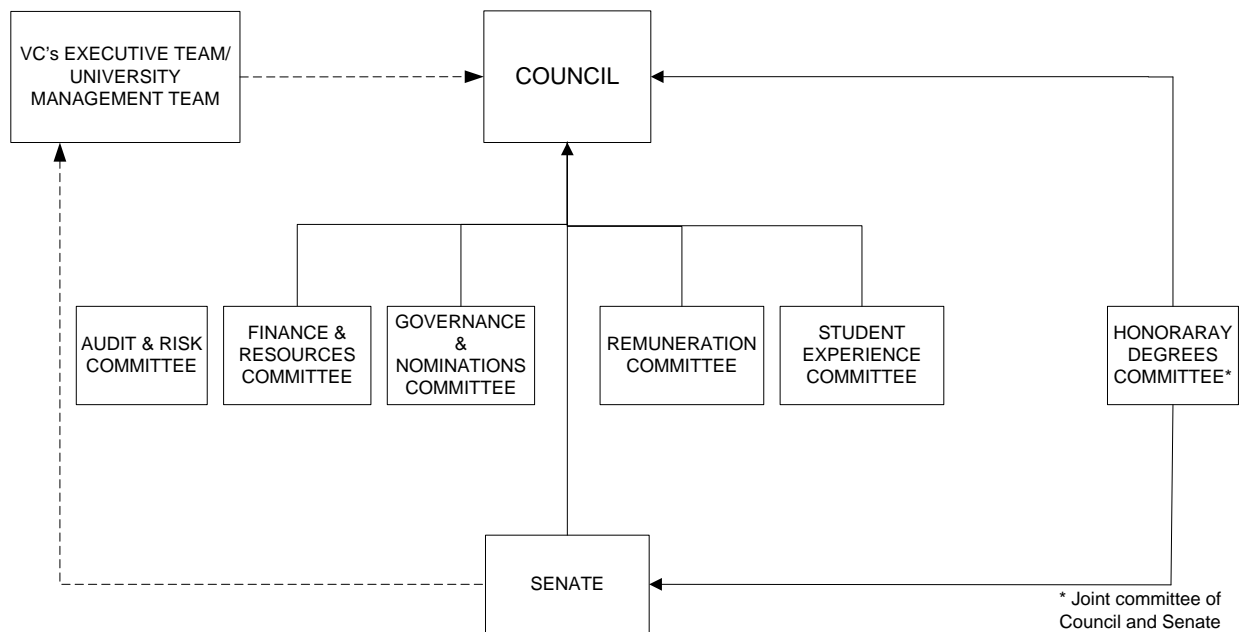 VC's EXECUTIVE TEAM/
UNIVERSITY
MANAGEMENT TEAM
COUNCIL
AUDIT & RISK
COMMITTEE
FINANCE &
RESOURCES
COMMITTEE
GOVERNANCE
&
NOMINATIONS
COMMITTEE
REMUNERATION
COMMITTEE
STUDENT
EXPERIENCE
COMMITTEE
HONORARAY
DEGREES
COMMITTEE*
SENATE
* Joint committee of
Council and Senate